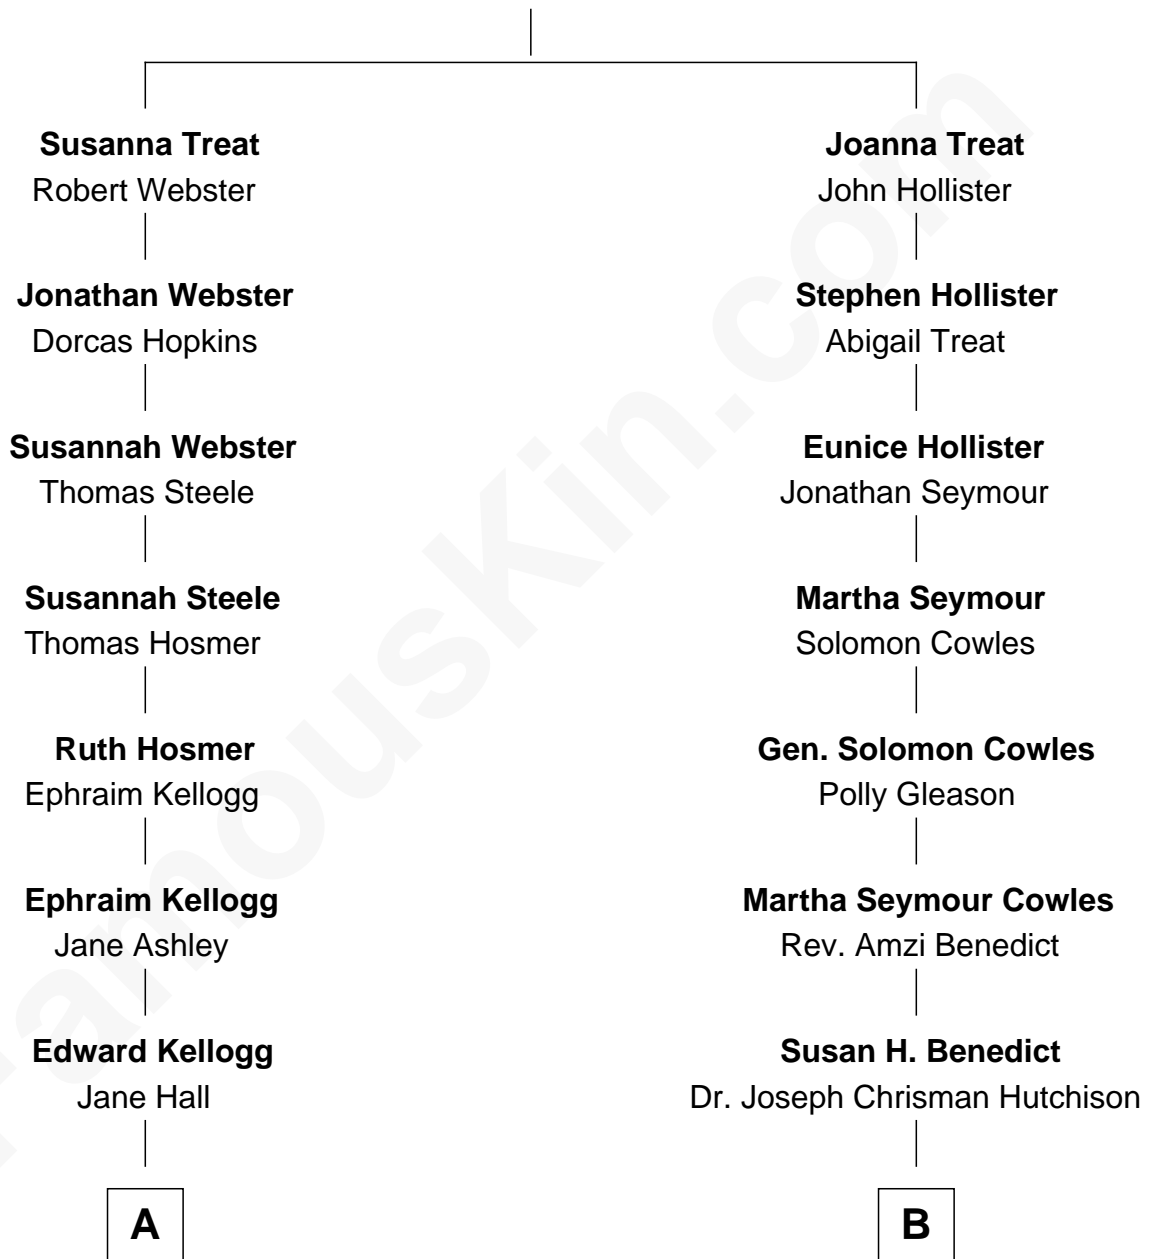 Susanna Treat
Robert Webster
Jonathan Webster
Dorcas Hopkins
Susannah Webster
Thomas Steele
Susannah Steele
Thomas Hosmer
Ruth Hosmer
Ephraim Kellogg
Ephraim Kellogg
Jane Ashley
Edward Kellogg
Jane Hall
A
Joanna Treat
John Hollister
Stephen Hollister
Abigail Treat
Eunice Hollister
Jonathan Seymour
Martha Seymour
Solomon Cowles
Gen. Solomon Cowles
Polly Gleason
Martha Seymour Cowles
Rev. Amzi Benedict
Susan H. Benedict
Dr. Joseph Chrisman Hutchison
B
FamousKin.com